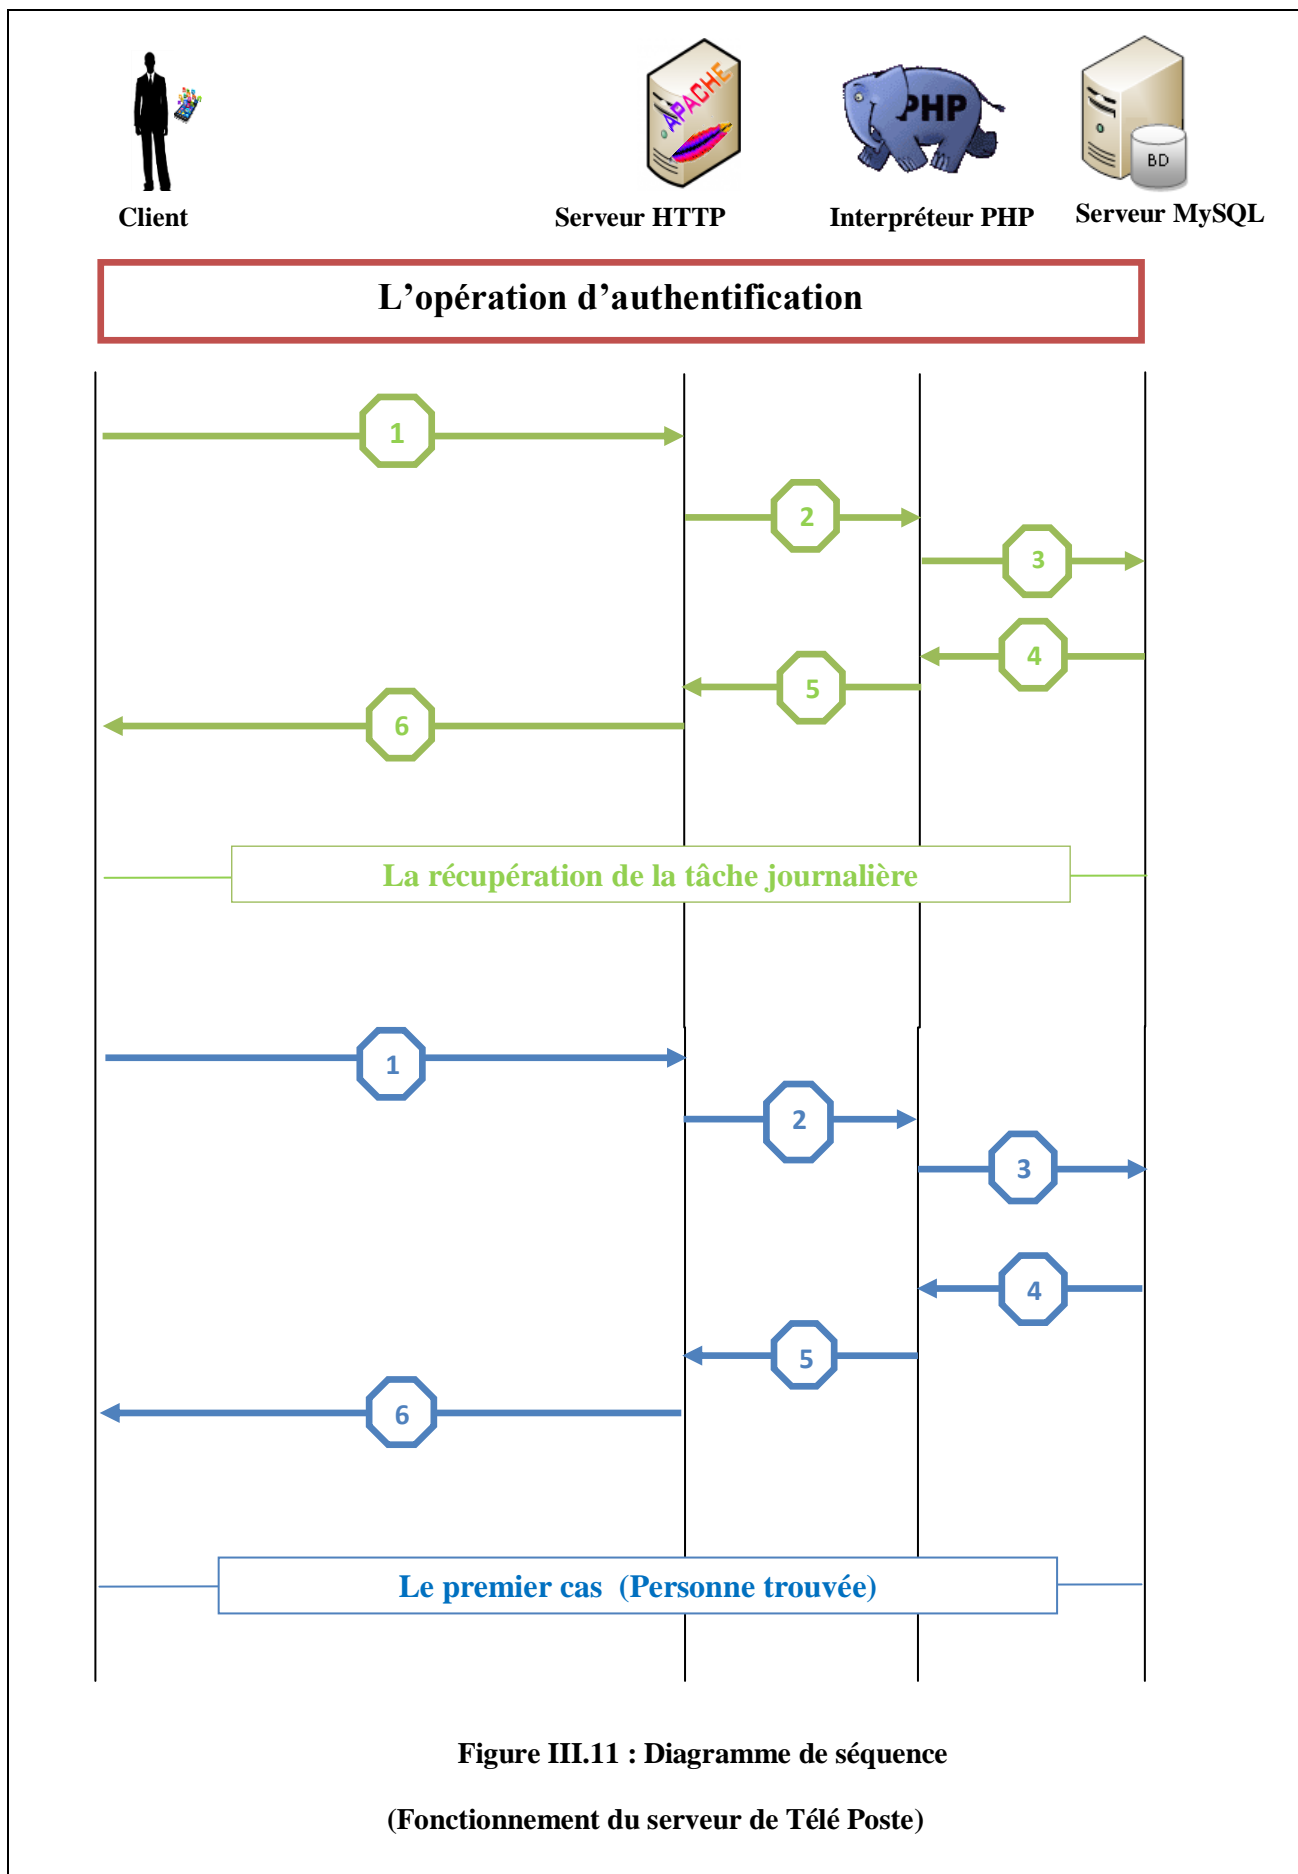 APACHE
PHP
BD
Client
Serveur HTTP
Interpréteur PHP
Serveur MySQL
L’opération d’authentification
1
2
3
4
5
6
La récupération de la tâche journalière
1
2
3
4
5
6
Le premier cas (Personne trouvée)
Figure III.11 : Diagramme de séquence
(Fonctionnement du serveur de Télé Poste)